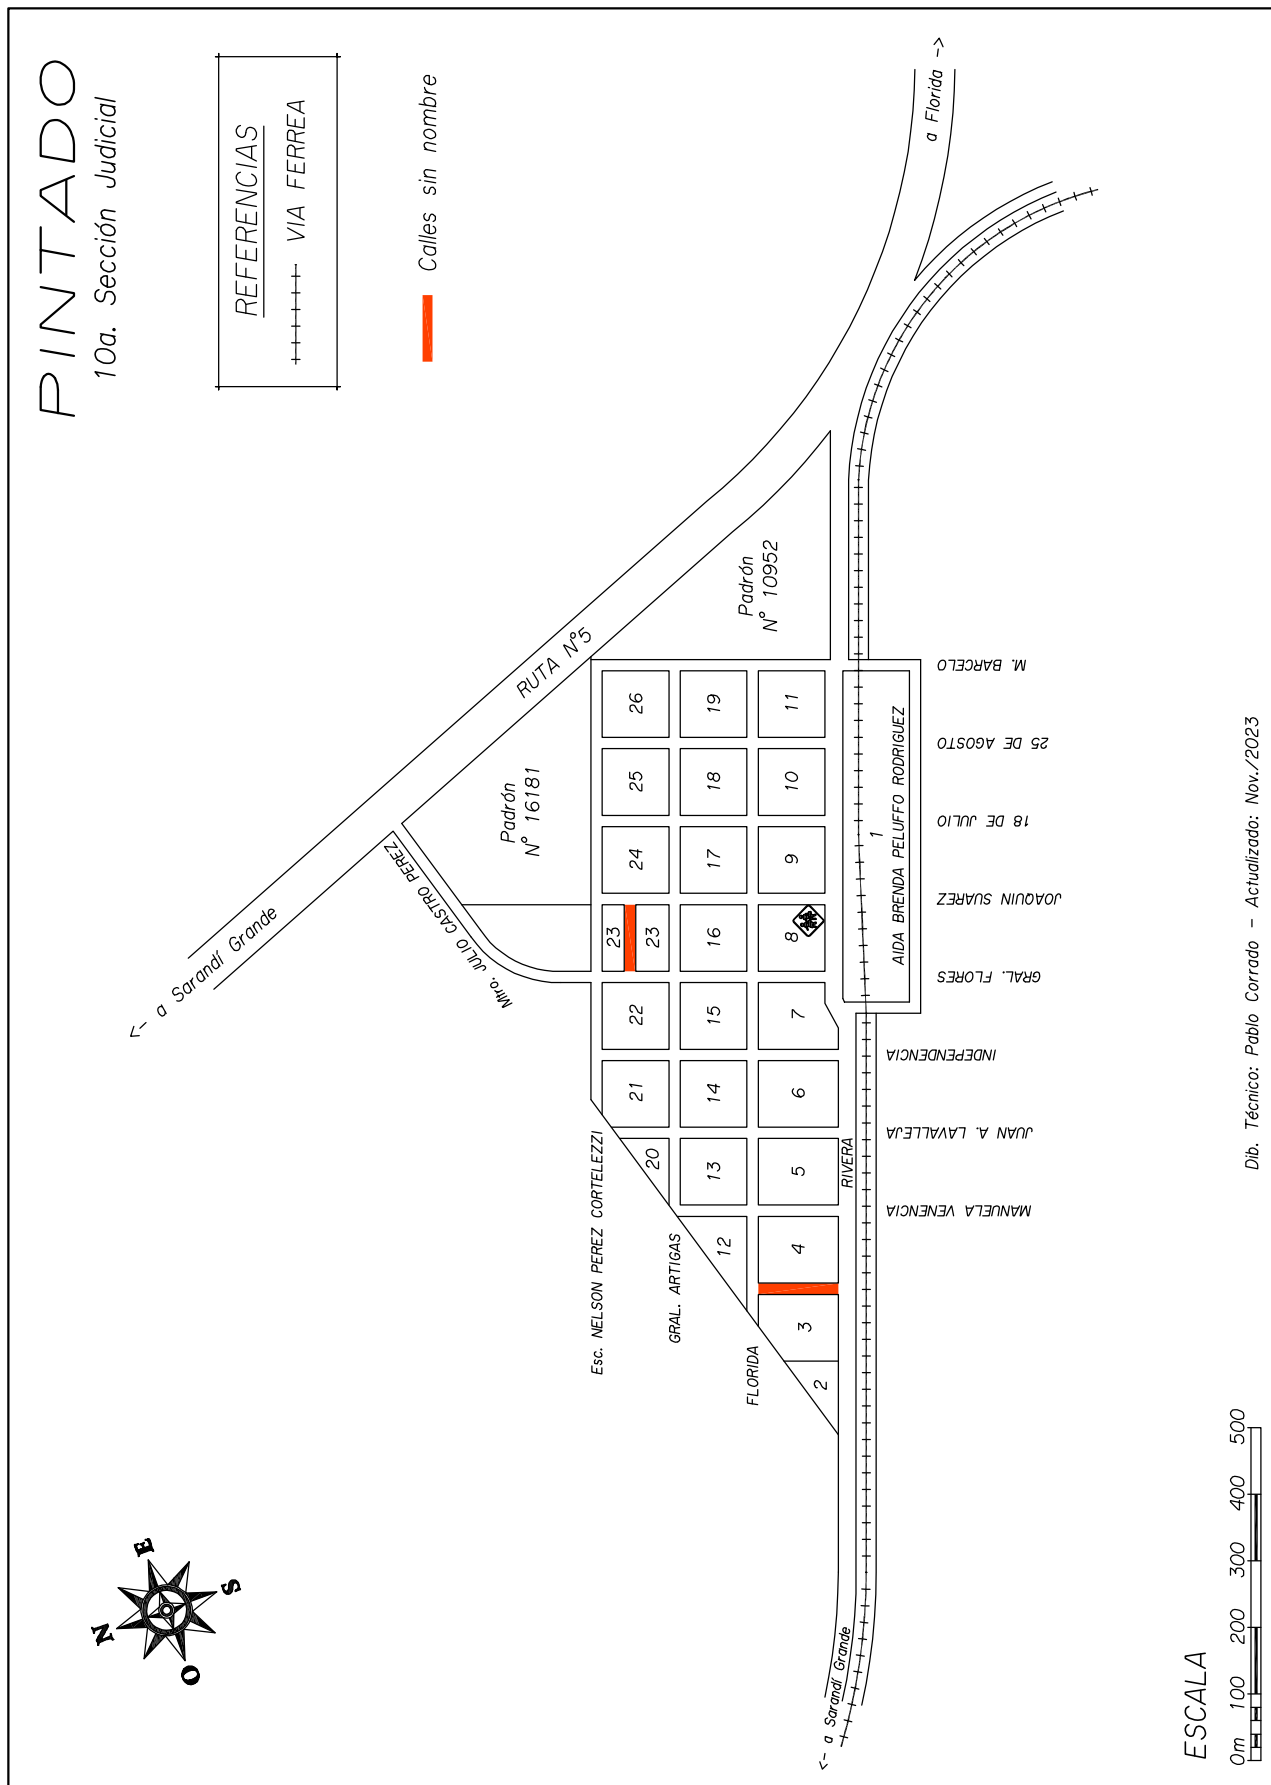 PINTADO
10a. Sección Judicial
REFERENCIAS
VIA FERREA
Calles sin nombre
a Florida ->
<- a Sarandí Grande
RUTA Nº5
Mtro. JULIO CASTRO PEREZ
Padrón
Nº 16181
Padrón
Nº 10952
Esc. NELSON PEREZ CORTELEZZI
20
21
22
23
23
24
25
26
GRAL. ARTIGAS
12
13
14
15
16
17
18
19
FLORIDA
2
3
4
5
6
7
8
9
10
11
RIVERA
1
AIDA BRENDA PELUFFO RODRIGUEZ
<- a Sarandí Grande
MANUELA VENENCIA
JUAN A. LAVALLEJA
INDEPENDENCIA
GRAL. FLORES
JOAQUIN SUAREZ
18 DE JULIO
25 DE AGOSTO
M. BARCELO
N
E
S
O
ESCALA
0m 100 200 300 400 500
Dib. Técnico: Pablo Corrado - Actualizado: Nov./2023